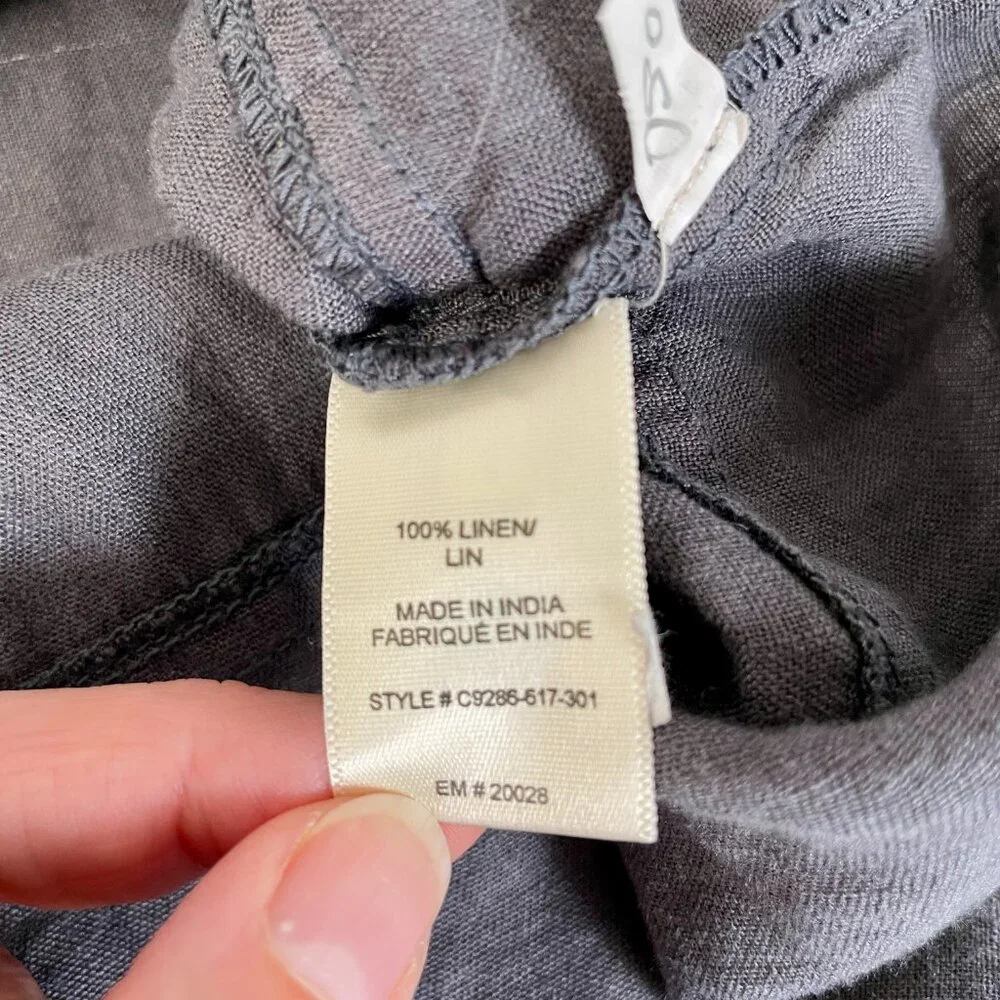 100% LINEN/
LIN
MADE IN INDIA
FABRIQUÉ EN INDE
STYLE # C9286-617-301
EM # 20028